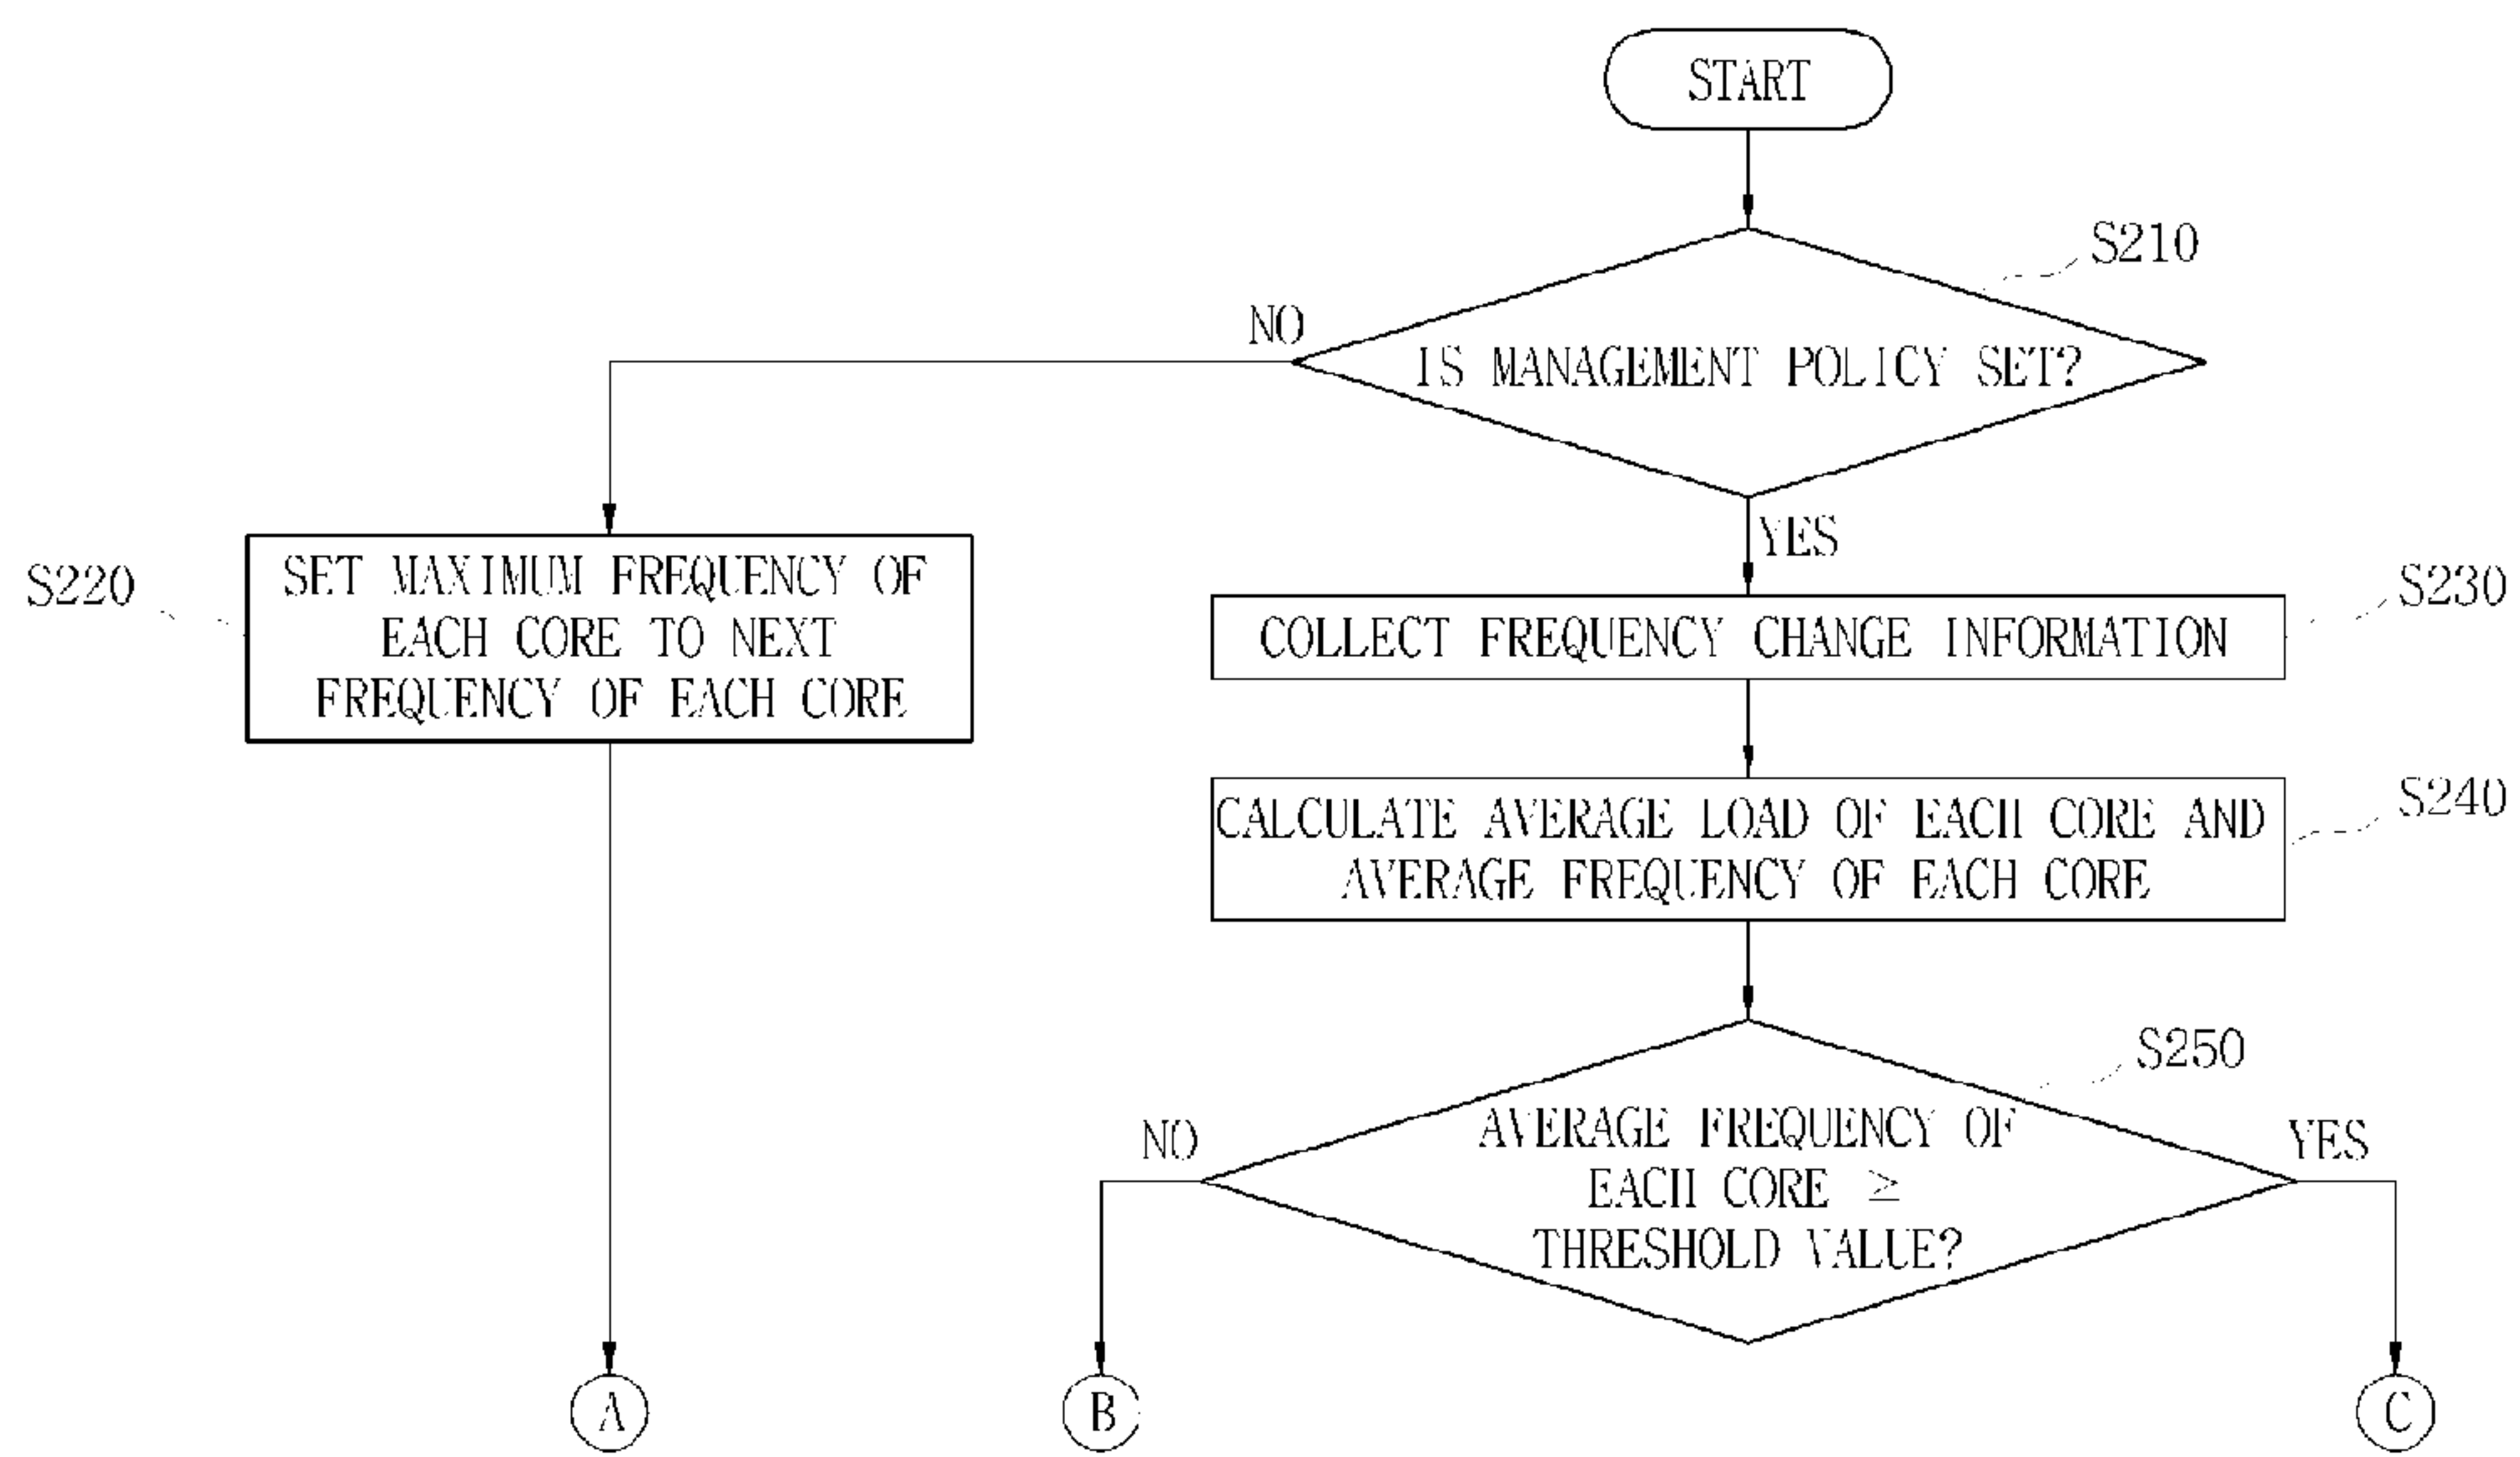 START
S210
NO
IS MANAGEMENT POLICY SET?
YES
S220
SET MAXIMUM FREQUENCY OF
EACH CORE TO NEXT
FREQUENCY OF EACH CORE
S230
COLLECT FREQUENCY CHANGE INFORMATION
S240
CALCULATE AVERAGE LOAD OF EACH CORE AND
AVERAGE FREQUENCY OF EACH CORE
S250
NO
AVERAGE FREQUENCY OF
EACH CORE ≥
THRESHOLD VALUE?
YES
A
B
C